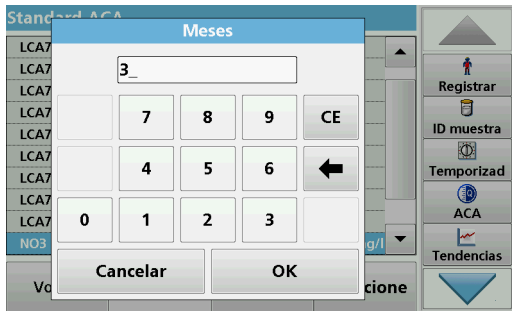 Standard ACA
Meses
3_
LCA7
LCA7
LCA7
LCA7
LCA7
LCA7
LCA7
LCA7
LCA7
NO3
g/l
7 8 9 CE
4 5 6
0 1 2 3
Cancelar OK
Vo
cione
Registrar
ID muestra
Temporizad
ACA
Tendencias